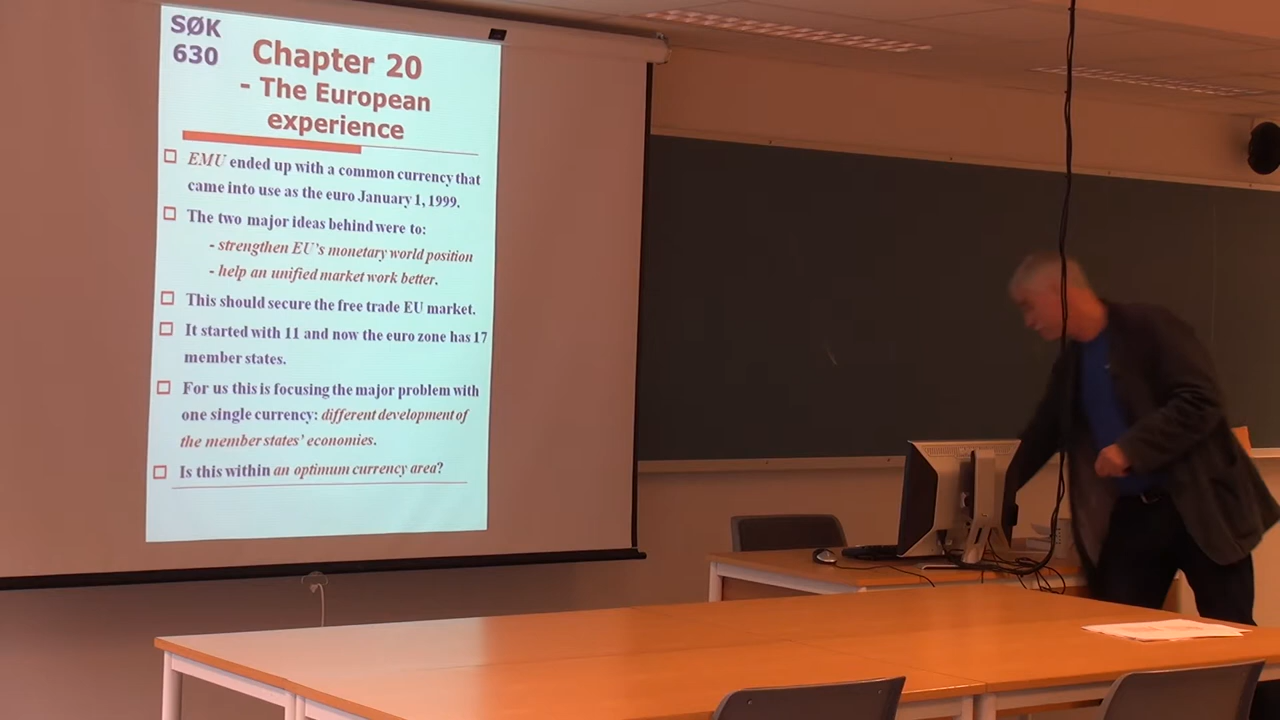 SØK
630
Chapter 20
- The European
experience
EMU ended up with a common currency that
came into use as the euro January 1, 1999.
The two major ideas behind were to:
- strengthen EU's monetary world position
- help an unified market work better.
This should secure the free trade EU market.
It started with 11 and now the euro zone has 17
member states.
For us this is focusing the major problem with
one single currency: different development of
the member states' economies.
Is this within an optimum currency area?